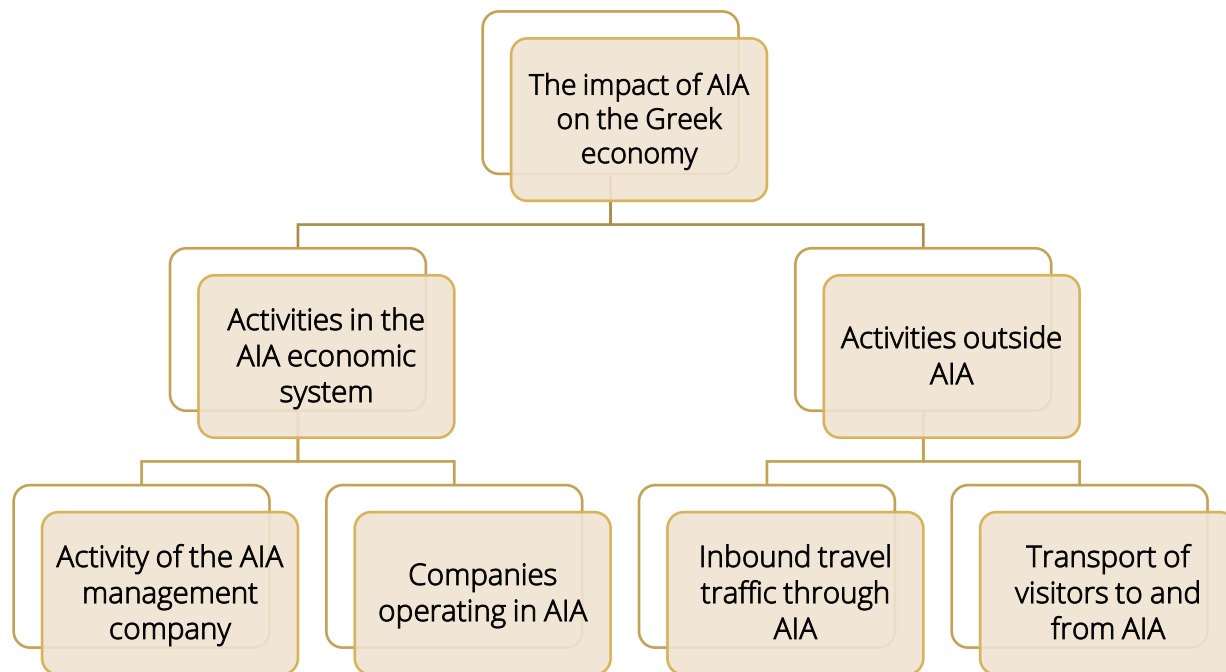 The impact of AIA
on the Greek
economy
Activities in the
AIA economic
system
Activities outside
AIA
Activity of the AIA
management
company
Companies
operating in AIA
Inbound travel
traffic through
AIA
Transport of
visitors to and
from AIA